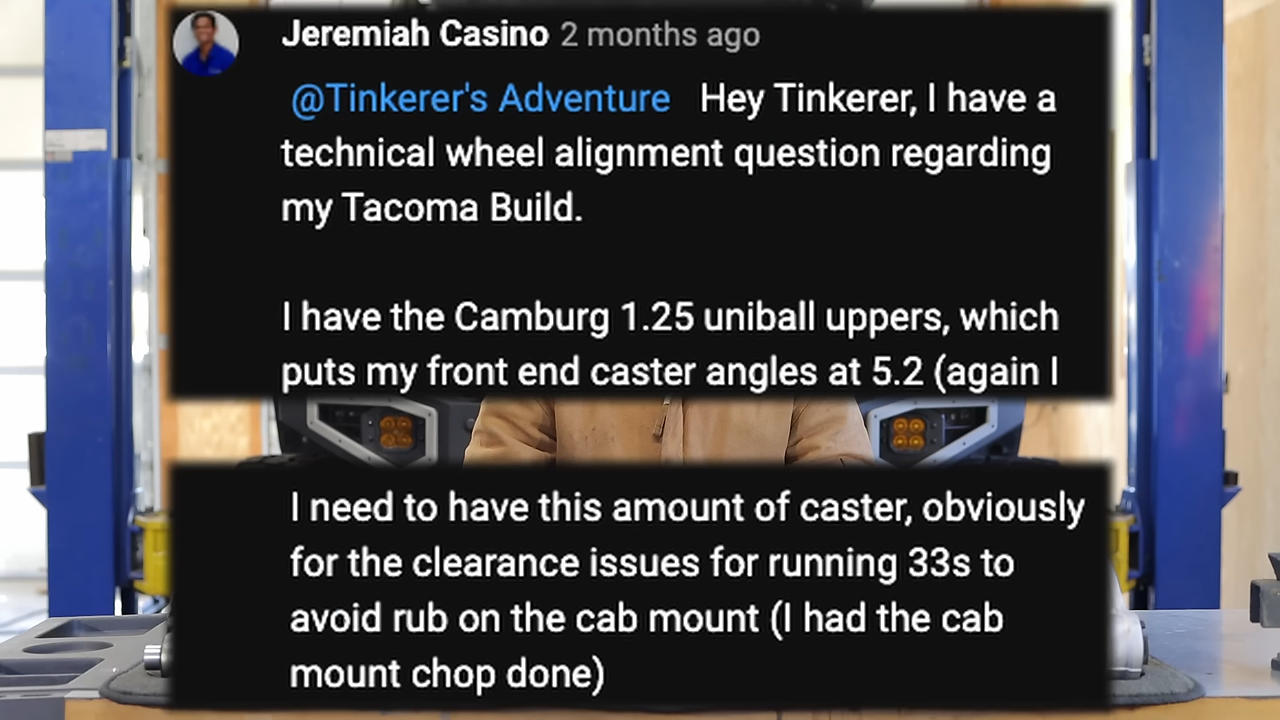 Jeremiah Casino 2 months ago
@Tinkerer's Adventure Hey Tinkerer, I have a
technical wheel alignment question regarding
my Tacoma Build.
I have the Camburg 1.25 uniball uppers, which
puts my front end caster angles at 5.2 (again I
I need to have this amount of caster, obviously
for the clearance issues for running 33s to
avoid rub on the cab mount (I had the cab
mount chop done)